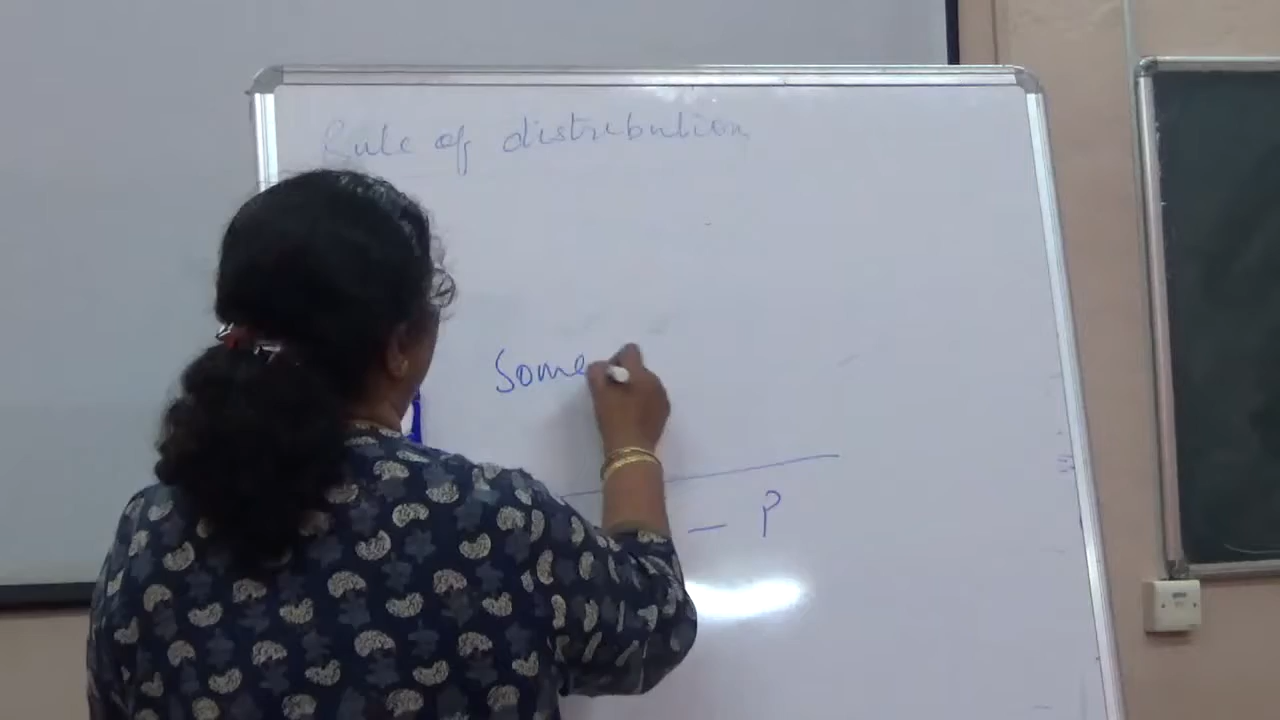 Rule of distribution
Some
— P